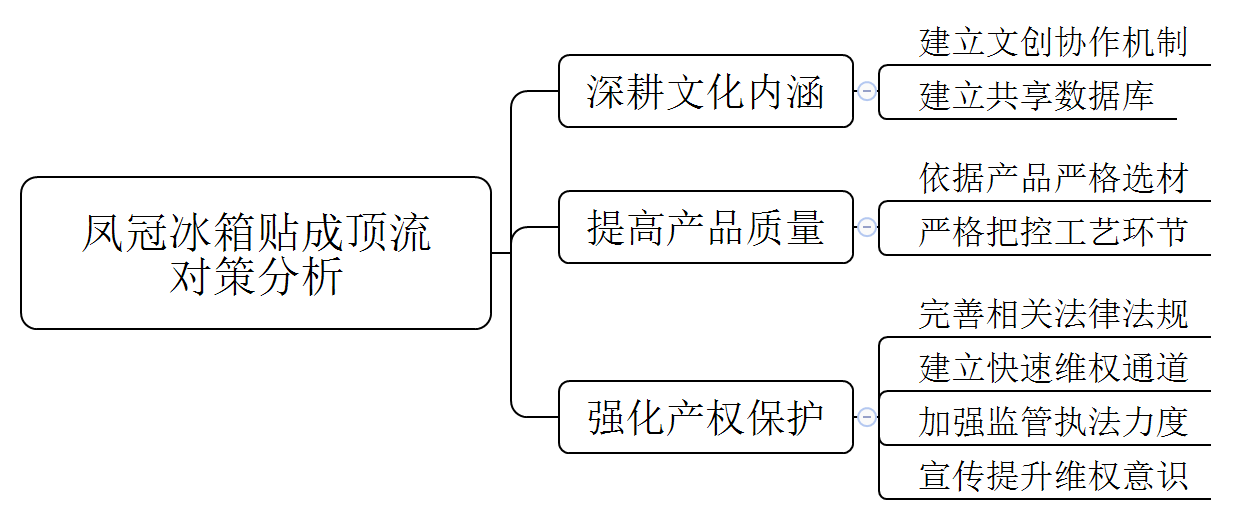 凤冠冰箱贴成顶流
对策分析
深耕文化内涵
建立文创协作机制
建立共享数据库
提高产品质量
依据产品严格选材
严格把控工艺环节
强化产权保护
完善相关法律法规
建立快速维权通道
加强监管执法力度
宣传提升维权意识